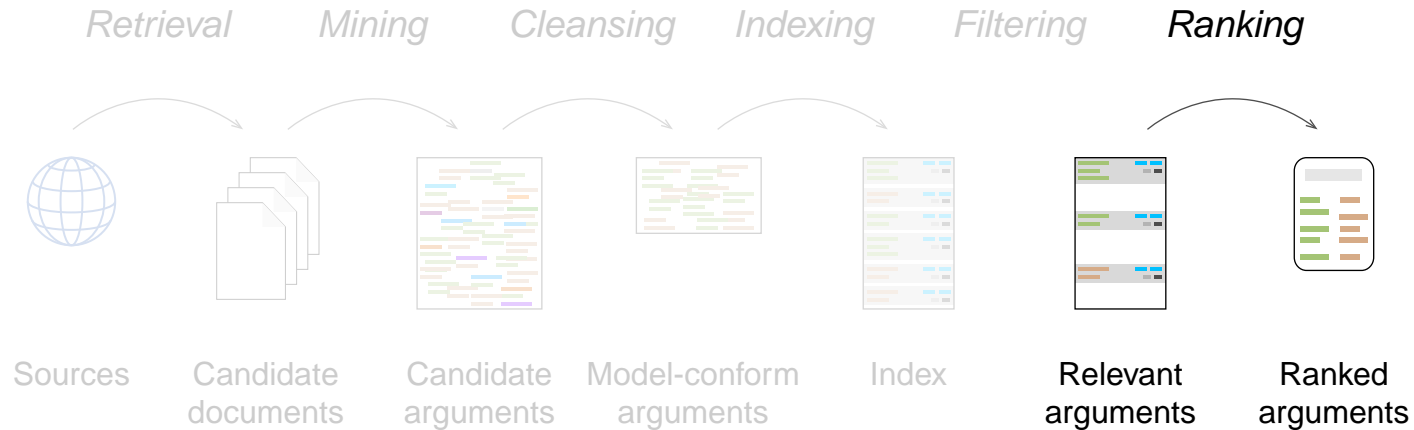 Retrieval Mining Cleansing Indexing Filtering Ranking
Sources Candidate Candidate Model-conform Index Relevant Ranked
documents arguments arguments arguments arguments